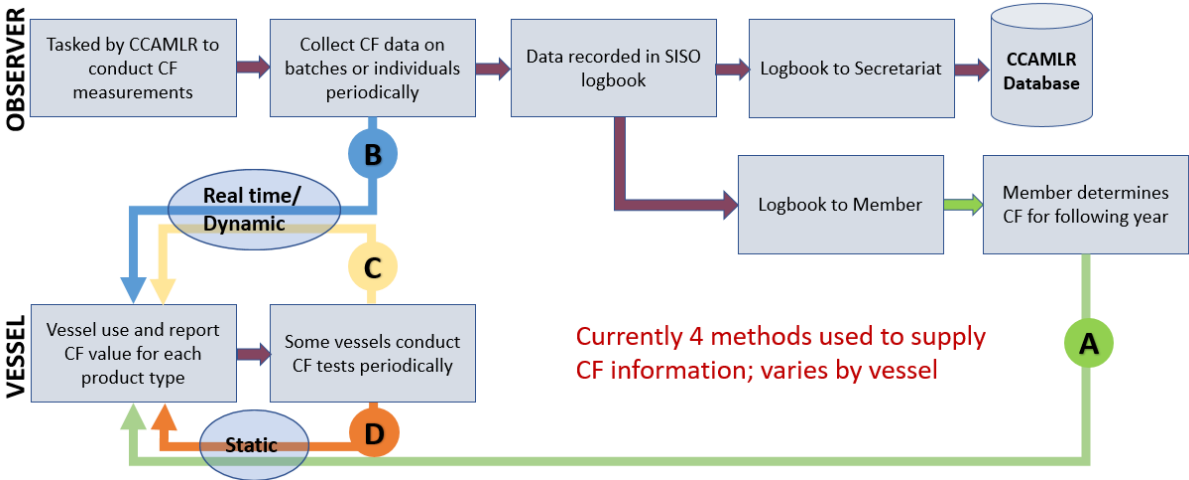 OBSERVER
Tasked by CCAMLR to
conduct CF
measurements
Collect CF data on
batches or individuals
periodically
Data recorded in SISO
logbook
Logbook to Secretariat
CCAMLR
Database
B
Real time/
Dynamic
C
Logbook to Member
Member determines
CF for following year
VESSEL
Vessel use and report
CF value for each
product type
Some vessels conduct
CF tests periodically
Currently 4 methods used to supply
CF information; varies by vessel
A
D
Static